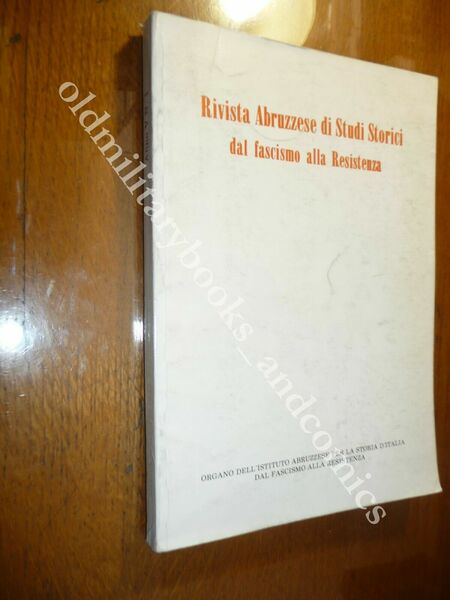 Rivista Abruzzese di Studi Storici
dal fascismo alla Resistenza
ORGANO DELL'ISTITUTO ABRUZZESE PER LA STORIA D'ITALIA
DAL FASCISMO ALLA RESISTENZA
oldmilitarybooks_andcomics